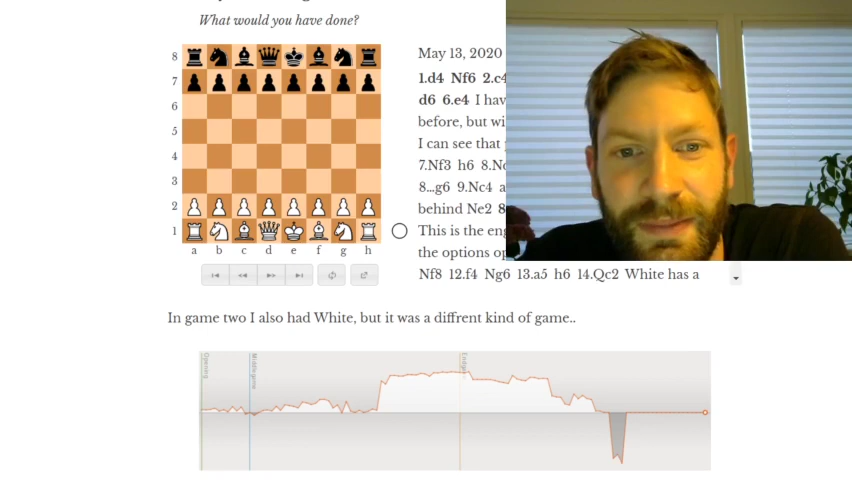 What would you have done?
8
7
6
5
4
3
2
1
a b c d e f g h
May 13, 2020
1.d4 Nf6 2.c4
d6 6.e4 I hav
before, but wi
I can see that
7.Nf3 h6 8.Nd
8...g6 9.Nc4 a
behind Ne2 8
This is the eng
the options op
Nf8 12.f4 Ng6 13.a5 h6 14.Qc2 White has a
In game two I also had White, but it was a diffrent kind of game..
Opening
Middlegame